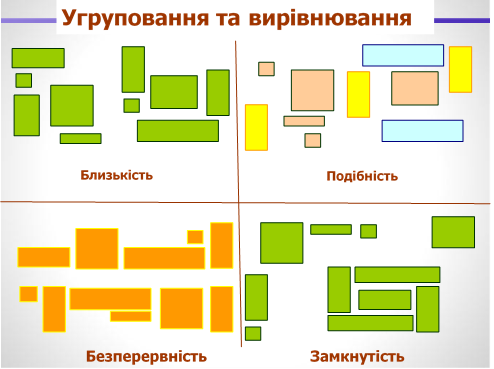 Угруповання та вирівнювання
Близькість
Подібність
Безперервність
Замкнутість